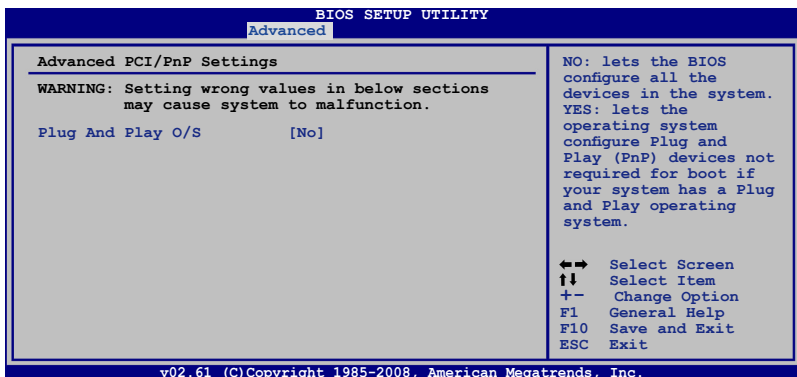 BIOS SETUP UTILITY
Advanced
Advanced PCI/PnP Settings
WARNING: Setting wrong values in below sections
may cause system to malfunction.
Plug And Play O/S [No]
NO: lets the BIOS
configure all the
devices in the system.
YES: lets the
operating system
configure Plug and
Play (PnP) devices not
required for boot if
your system has a Plug
and Play operating
system.
←→ Select Screen
↑↓ Select Item
+- Change Option
F1 General Help
F10 Save and Exit
ESC Exit
v02.61 (C)Copyright 1985-2008, American Megatrends, Inc.